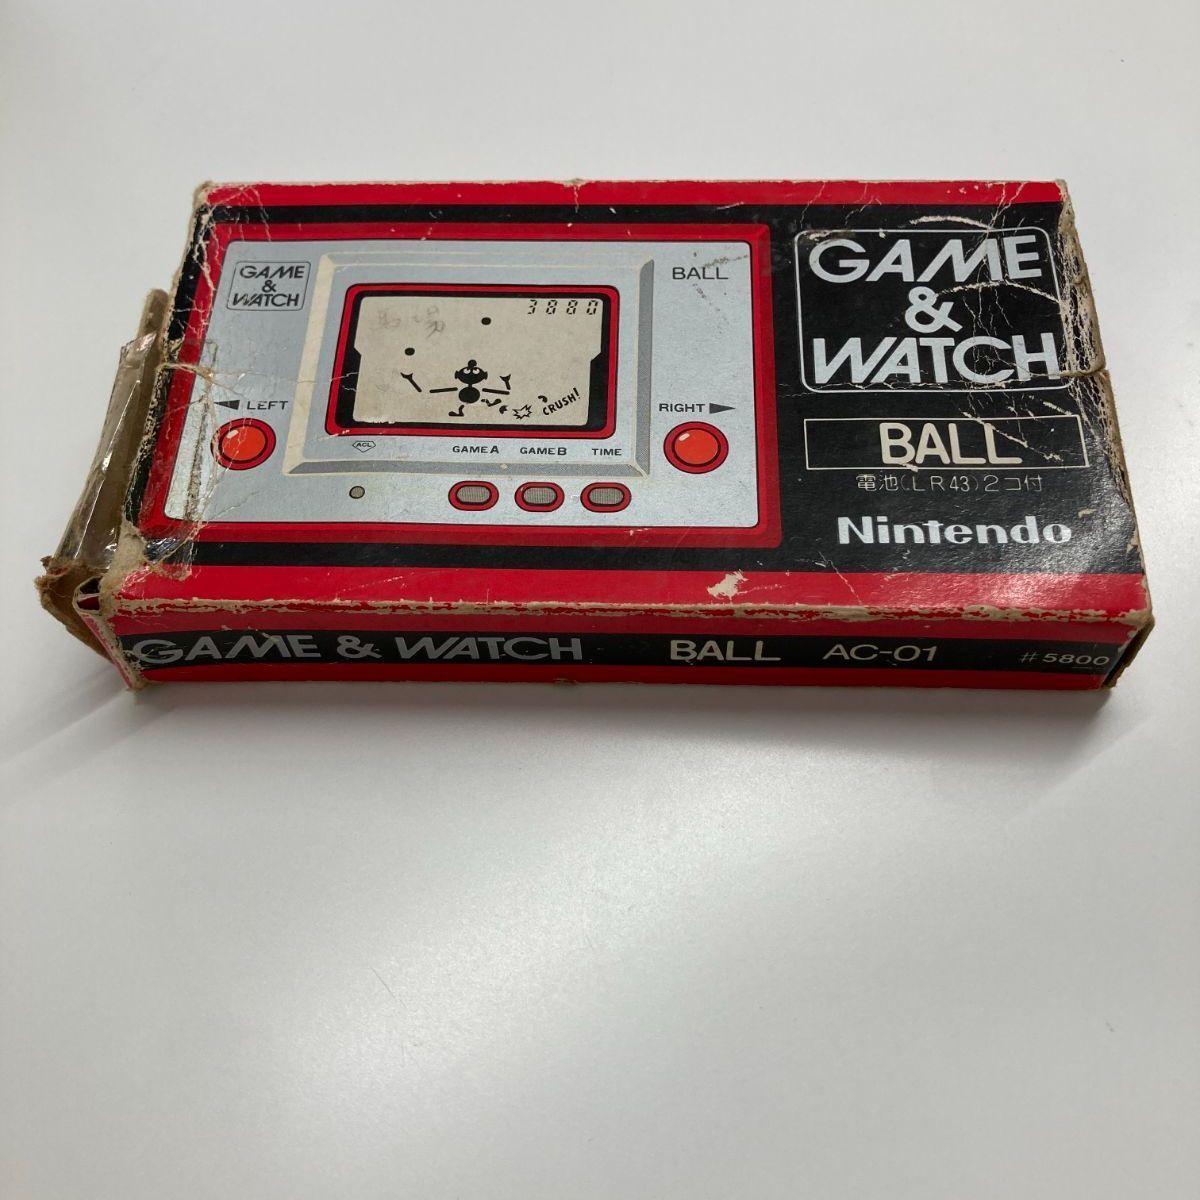 GAME
&
WATCH
BALL
3880
CRUSH!
LEFT
RIGHT
ACL
GAME A GAME B TIME
GAME
&
WATCH
BALL
電池(LR43)2コ付
Nintendo
GAME & WATCH BALL AC-01 #5800